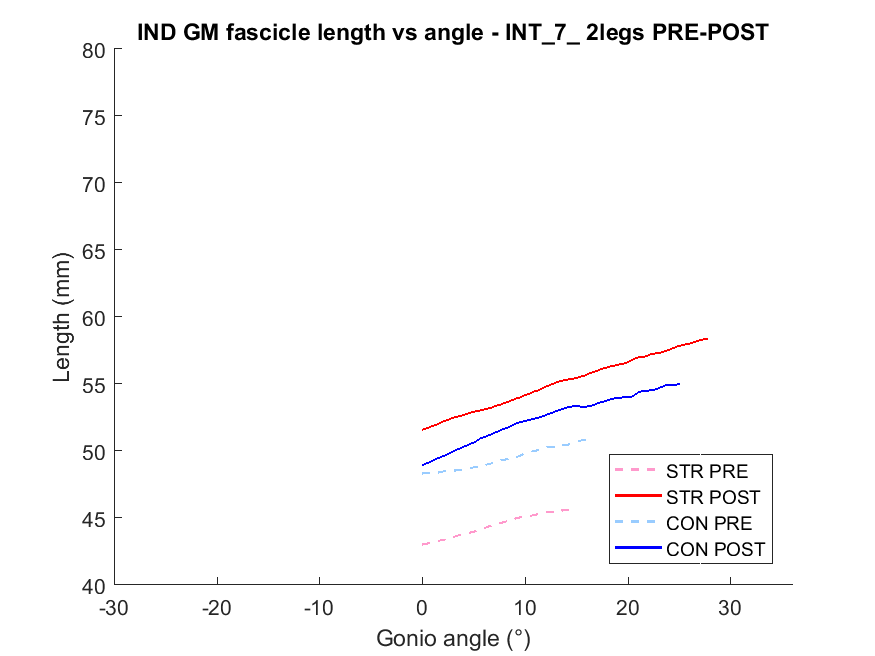 IND GM fascicle length vs angle - INT_7_ 2legs PRE-POST
80
75
70
65
60
55
50
45
40
Length (mm)
-30
-20
-10
0
10
20
30
Gonio angle (°)
STR PRE
STR POST
CON PRE
CON POST